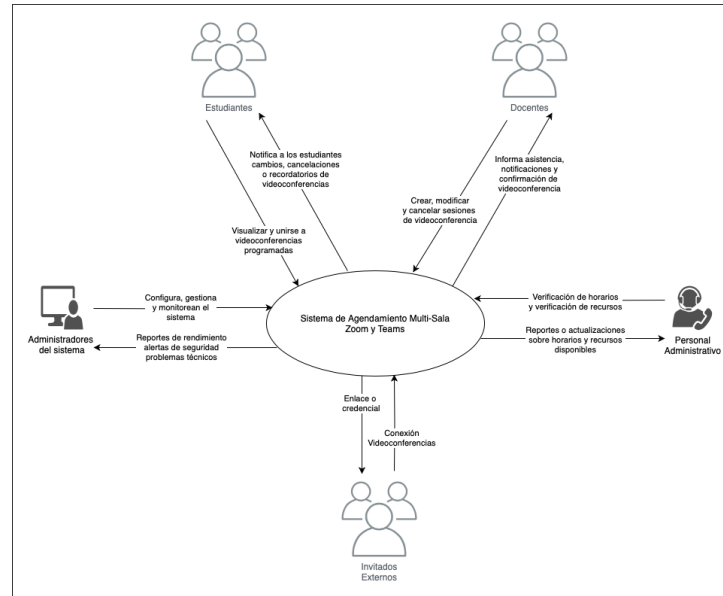 Estudiantes
Docentes
Notifica a los estudiantes
cambios, cancelaciones
o recordatorios de
videoconferencias
Informa asistencia,
notificaciones y
confirmación de
videoconferencia
Crear, modificar
y cancelar sesiones
de videoconferencia
Visualizar y unirse a
videoconferencias
programadas
Configura, gestiona
y monitorean el
sistema
Sistema de Agendamiento Multi-Sala
Zoom y Teams
Verificación de horarios
y verificación de recursos
Administradores
del sistema
Reportes de rendimiento
alertas de seguridad
problemas técnicos
Reportes o actualizaciones
sobre horarios y recursos
disponibles
Personal
Administrativo
Enlace o
credencial
Conexión
Videoconferencias
Invitados
Externos